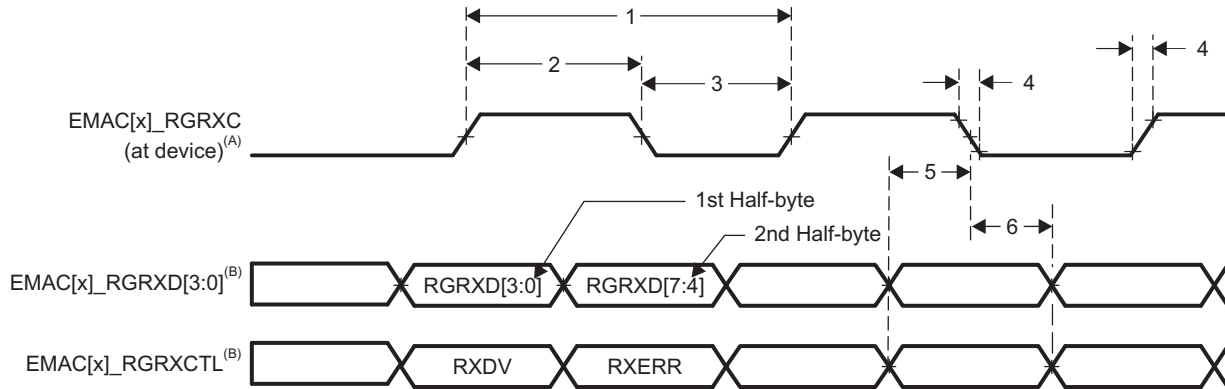 1
4
2
4
3
EMAC[x]_RGRXC
(at device)(A)
5
1st Half-byte
6
2nd Half-byte
EMAC[x]_RGRXD[3:0](B)
RGRXD[3:0]
RGRXD[7:4]
EMAC[x]_RGRXCTL(B)
RXDV
RXERR